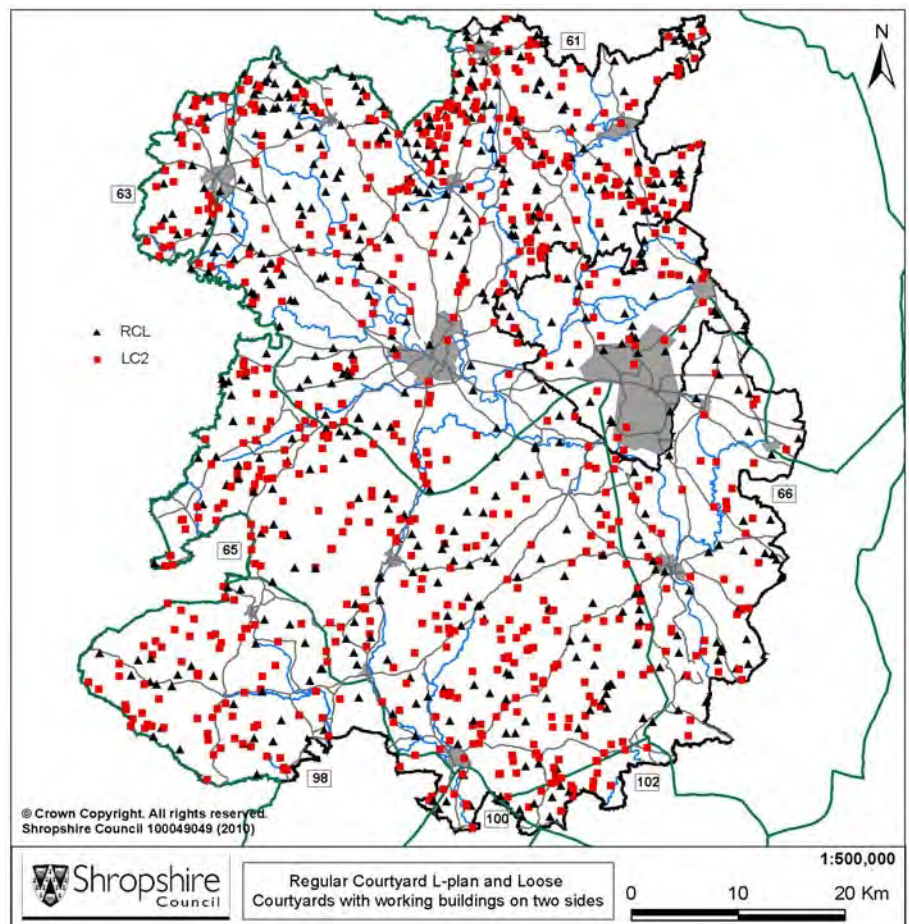 61
N
63
RCL
LC2
66
65
98
102
100
© Crown Copyright. All rights reserved.
Shropshire Council 100049049 (2010)
Shropshire
Council
Regular Courtyard L-plan and Loose
Courtyards with working buildings on two sides
1:500,000
0 10 20 Km